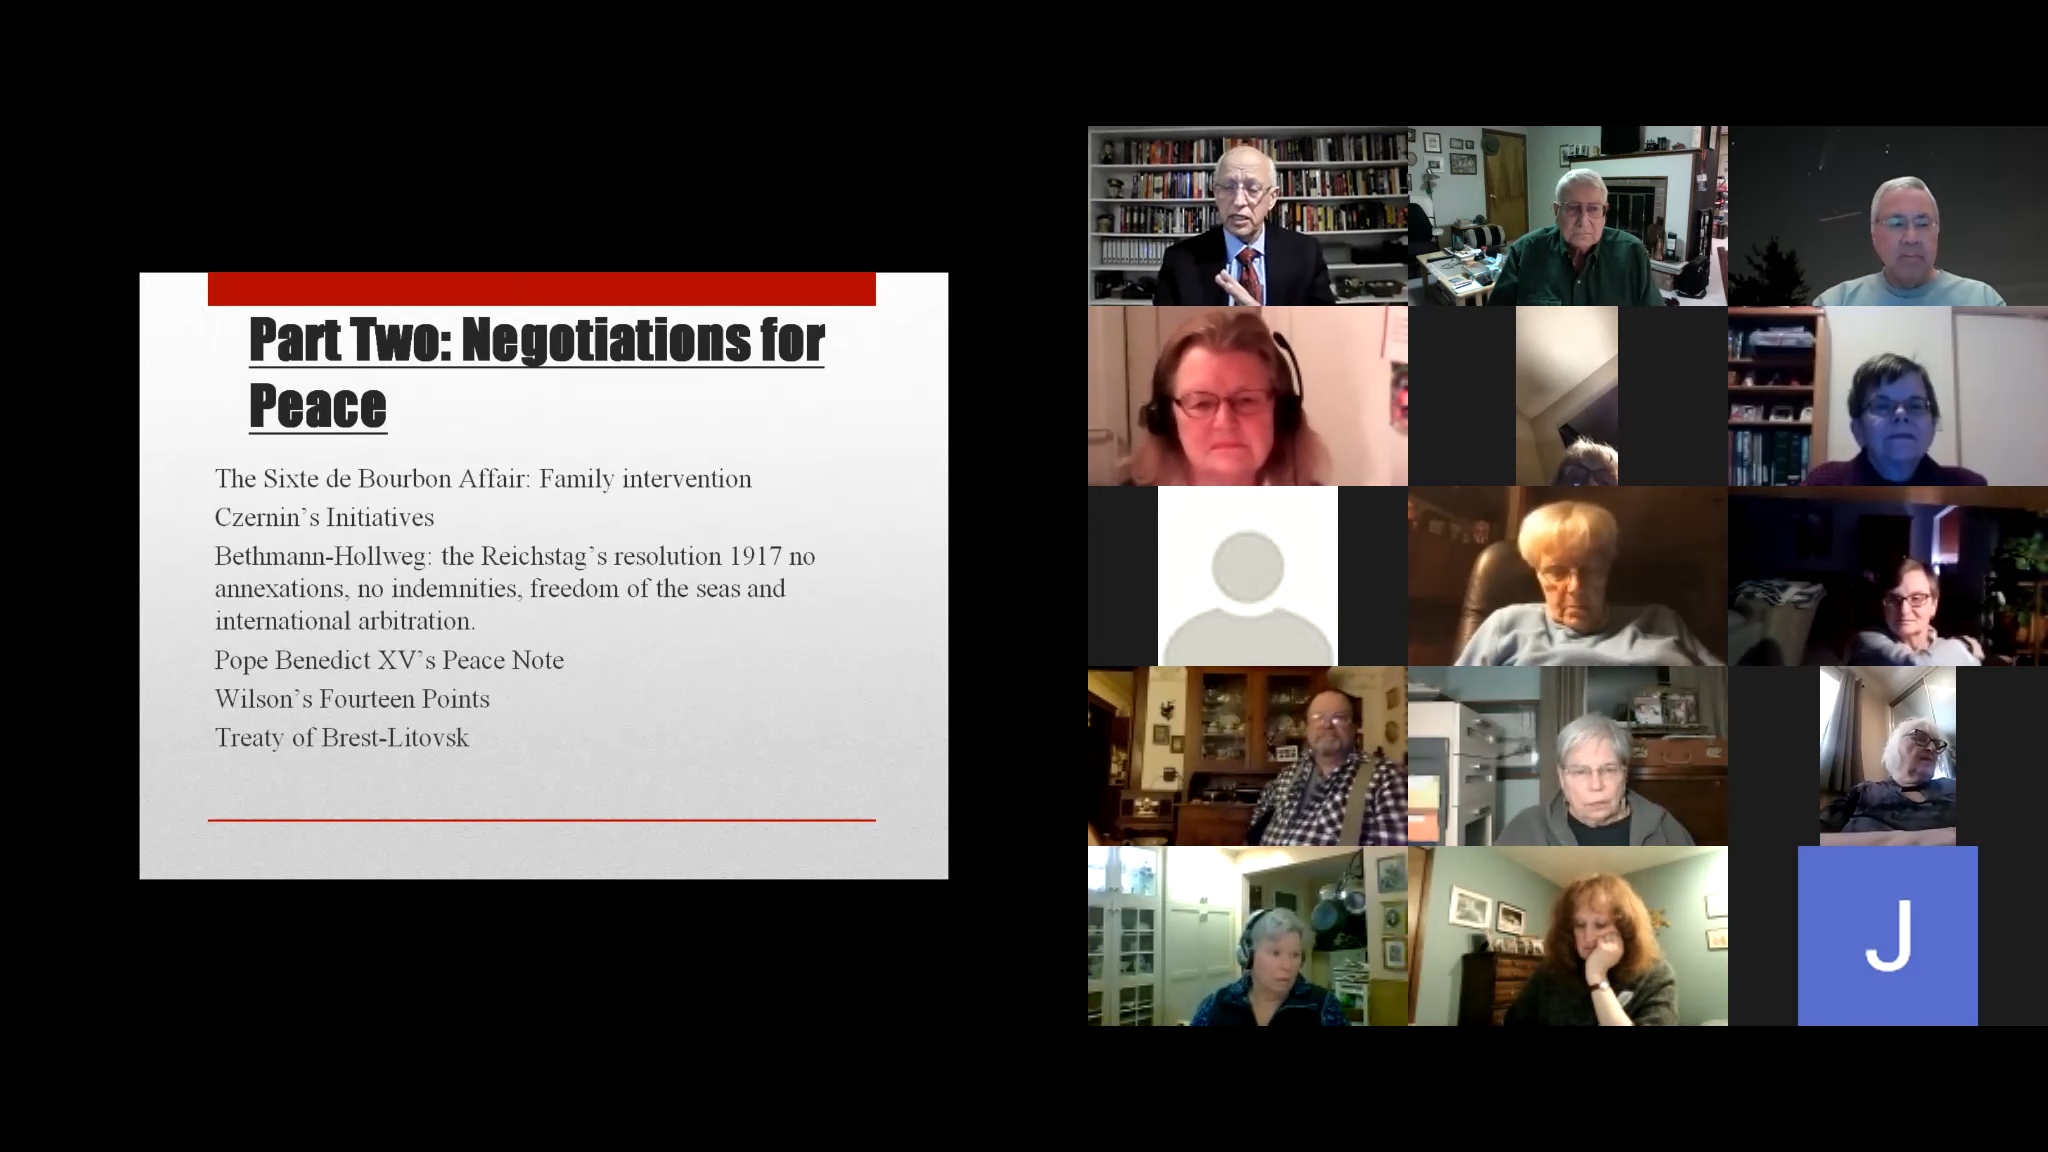 Part Two: Negotiations for
Peace
The Sixte de Bourbon Affair: Family intervention
Czernin’s Initiatives
Bethmann-Hollweg: the Reichstag’s resolution 1917 no
annexations, no indemnities, freedom of the seas and
international arbitration.
Pope Benedict XV’s Peace Note
Wilson’s Fourteen Points
Treaty of Brest-Litovsk
J